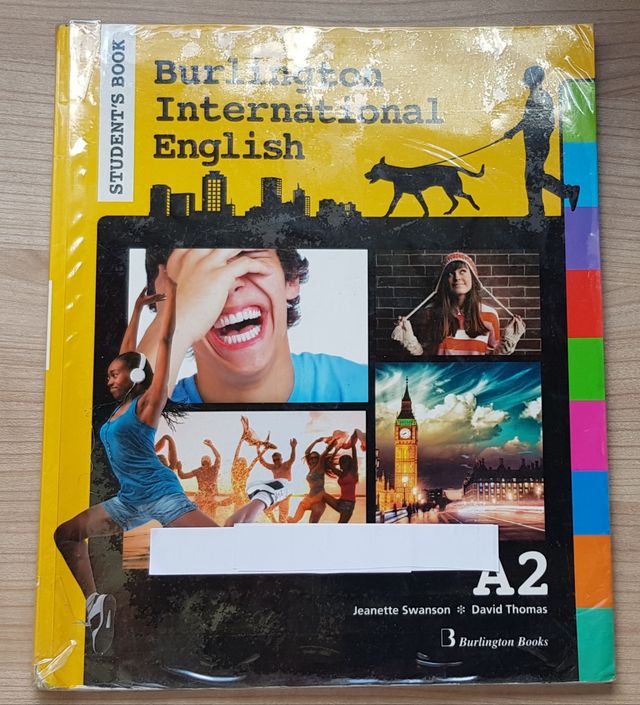 STUDENT'S BOOK
Burlington
International
English
A2
Jeanette Swanson * David Thomas
B Burlington Books